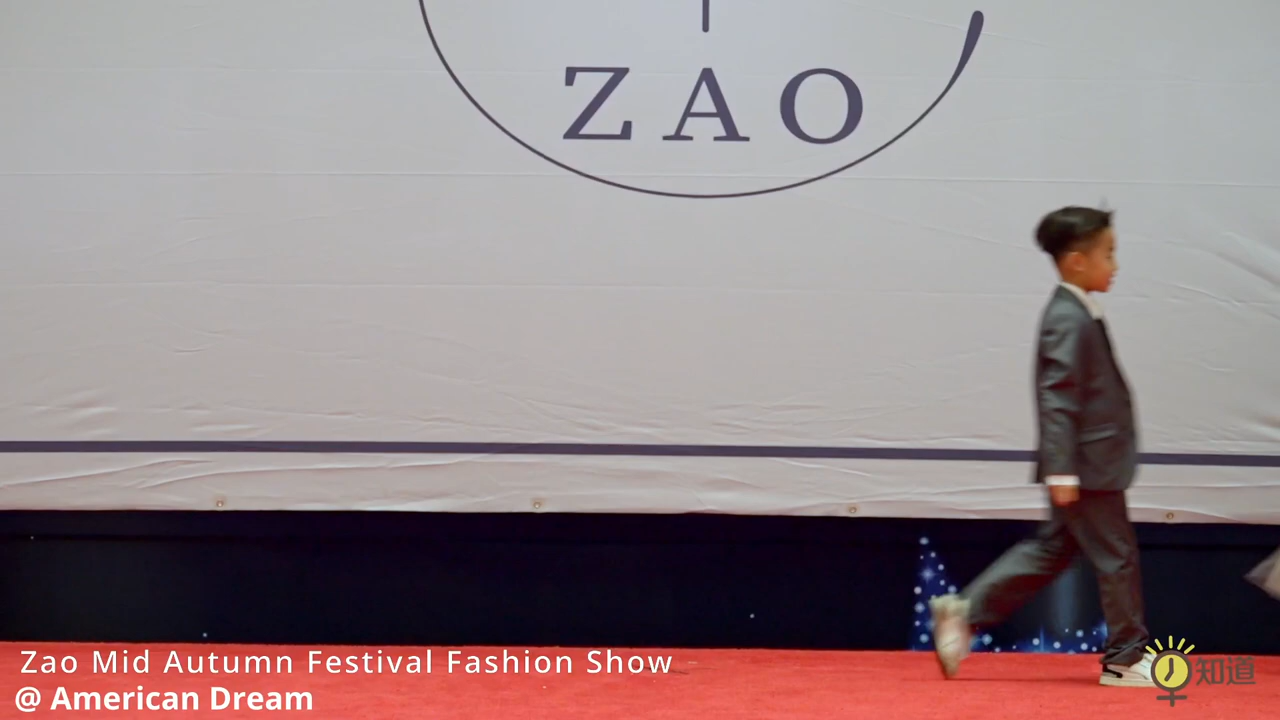 ZAO
Zao Mid Autumn Festival Fashion Show
@ American Dream
知道